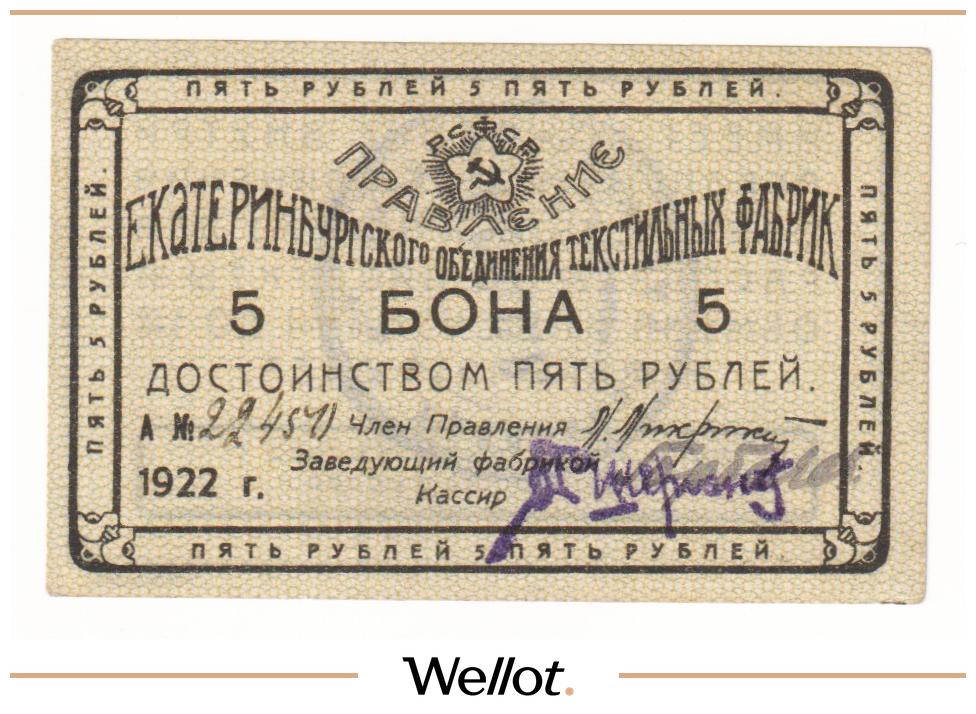 ПЯТЬ РУБЛЕЙ 5 ПЯТЬ РУБЛЕЙ.
РСФСР
ПРАВЛЕНИЕ
ЕКАТЕРИНБУРГСКОГО ОБЕДИНЕНИЯ ТЕКСТИЛЬНЫХ ФАБРИК
5 БОНА 5
ДОСТОИНСТВОМ ПЯТЬ РУБЛЕЙ.
А № Член Правления
Заведующий фабрикой
1922 г. Кассир
ПЯТЬ 5 РУБЛЕЙ.
ПЯТЬ 5 РУБЛЕЙ.
ПЯТЬ РУБЛЕЙ 5 ПЯТЬ РУБЛЕЙ.
Wellot.